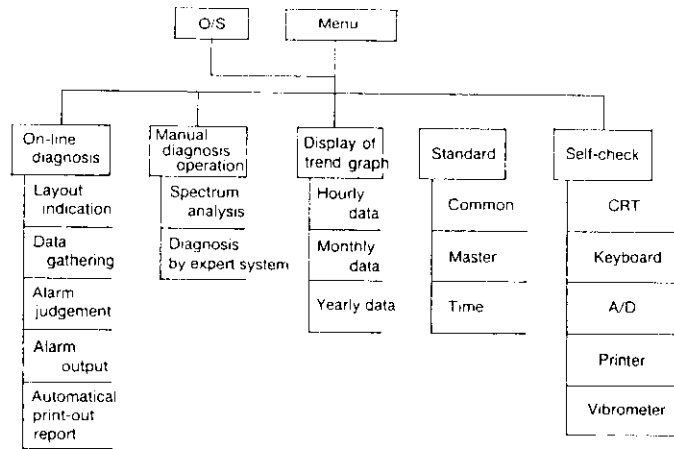 O/S
Menu
On-line
diagnosis
Layout
indication
Data
gathering
Alarm
judgement
Alarm
output
Automatical
print-out
report
Manual
diagnosis
operation
Spectrum
analysis
Diagnosis
by expert system
Display of
trend graph
Hourly
data
Monthly
data
Yearly data
Standard
Common
Master
Time
Self-check
CRT
Keyboard
A/D
Printer
Vibrometer